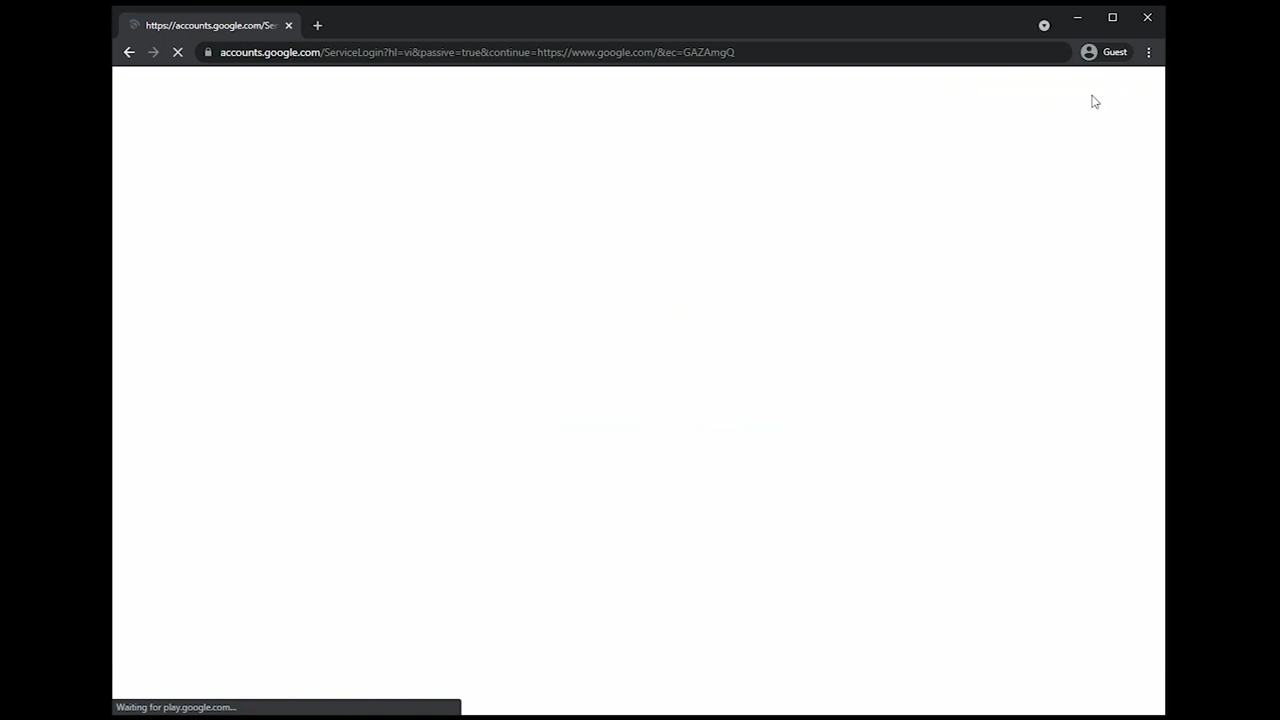 https://accounts.google.com/Ser
accounts.google.com/ServiceLogin?hl=vi&passive=true&continue=https://www.google.com/&ec=GAZAmgQ
Guest
Waiting for play.google.com...